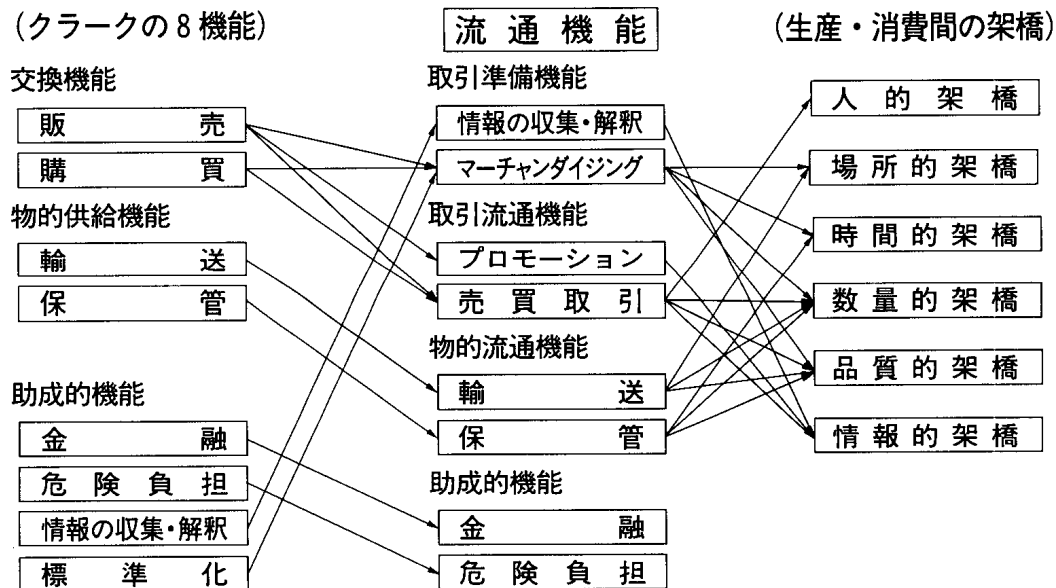 (クラークの8機能)
交換機能
販売
購買
物的供給機能
輸送
保管
助成的機能
金融
危険負担
情報の収集・解釈
標準化
流通機能
取引準備機能
情報の収集・解釈
マーチャンダイジング
取引流通機能
プロモーション
売買取引
物的流通機能
輸送
保管
助成的機能
金融
危険負担
(生産・消費間の架橋)
人的架橋
場所的架橋
時間的架橋
数量的架橋
品質的架橋
情報的架橋